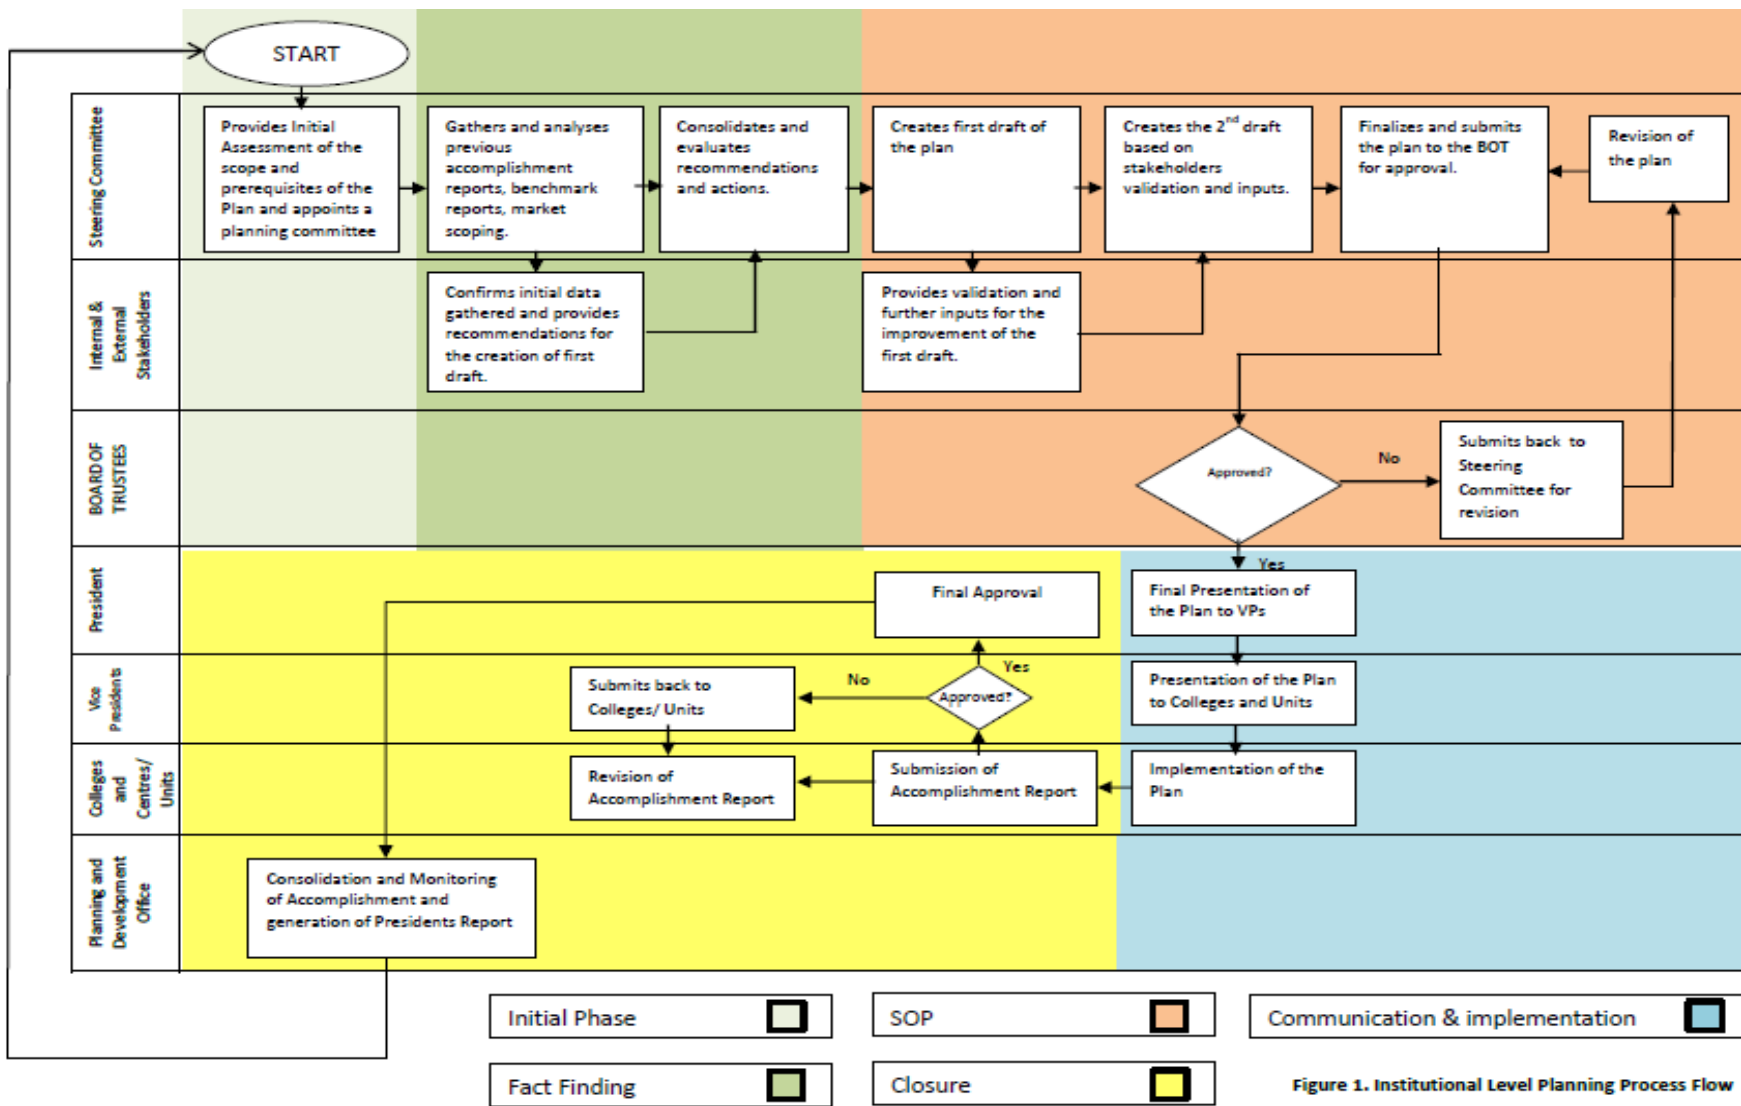 START
Steering Committee
Provides Initial
Assessment of the
scope and
prerequisites of the
Plan and appoints a
planning committee
Gathers and analyses
previous
accomplishment
reports, benchmark
reports, market
scoping.
Consolidates and
evaluates
recommendations
and actions.
Creates first draft of
the plan
Creates the 2nd draft
based on
stakeholders
validation and inputs.
Finalizes and submits
the plan to the BOT
for approval.
Revision of
the plan
Internal &
External
Stakeholders
Confirms initial data
gathered and provides
recommendations for
the creation of first
draft.
Provides validation and
further inputs for the
improvement of the
first draft.
BOARD OF
TRUSTEES
Approved?
No
Submits back to
Steering
Committee for
revision
Yes
President
Final Approval
Final Presentation of
the Plan to VPs
Vice
Presidents
Submits back to
Colleges/ Units
No
Approved?
Yes
Presentation of the Plan
to Colleges and Units
Colleges
and
Centres/
Units
Revision of
Accomplishment Report
Submission of
Accomplishment Report
Implementation of the
Plan
Planning and
Development
Office
Consolidation and Monitoring
of Accomplishment and
generation of Presidents Report
Initial Phase
SOP
Communication & implementation
Fact Finding
Closure
Figure 1. Institutional Level Planning Process Flow